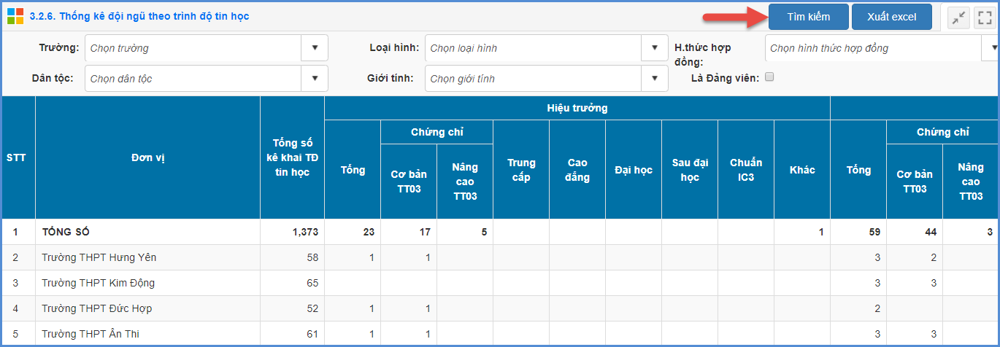 3.2.6. Thống kê đội ngũ theo trình độ tin học
Tìm kiếm Xuất excel
Trường: Chọn trường Loại hình: Chọn loại hình H.thức hợp đồng: Chọn hình thức hợp đồng
Dân tộc: Chọn dân tộc Giới tính: Chọn giới tính Là Đảng viên:
STT Đơn vị Tổng số kê khai TĐ tin học Hiệu trưởng
Tổng Chứng chỉ Trung cấp Cao đẳng Đại học Sau đại học Chuẩn IC3 Khác Tổng Chứng chỉ
Cơ bản TT03 Nâng cao TT03 Cơ bản TT03 Nâng cao TT03
1 TỔNG SỐ 1,373 23 17 5 1 59 44 3
2 Trường THPT Hưng Yên 58 1 1 3 2
3 Trường THPT Kim Động 65 3 3
4 Trường THPT Đức Hợp 52 1 1 2
5 Trường THPT Ân Thi 61 1 1 3 3